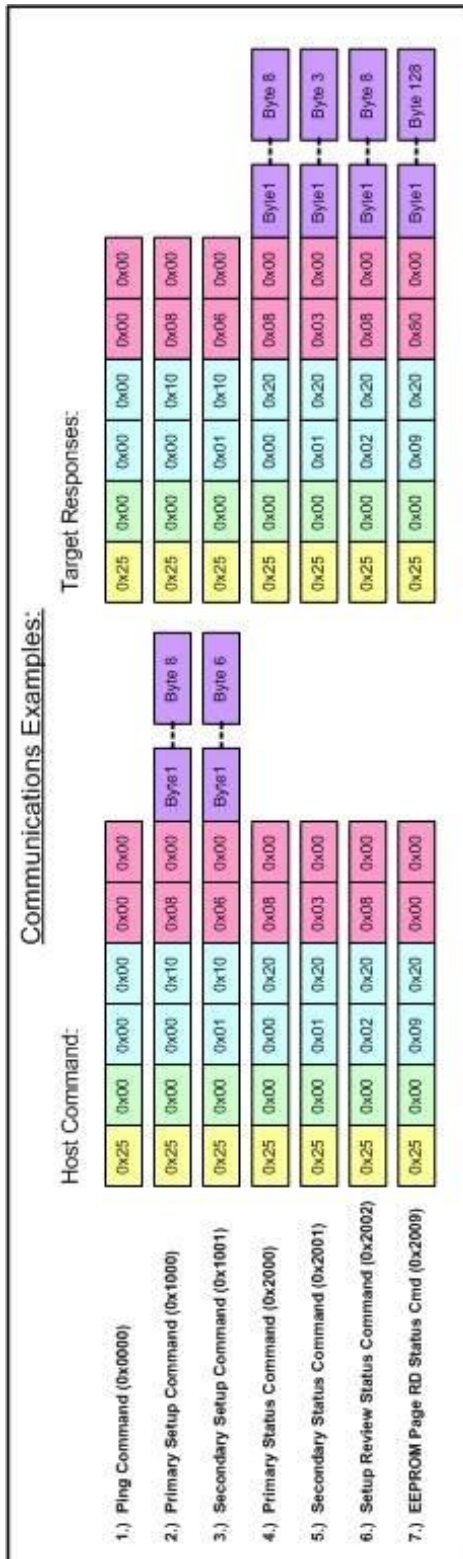 Communications Examples:
Host Command: Target Responses:
1.) Ping Command (0x0000) 0x25 0x00 0x00 0x00 0x00 0x00 0x25 0x00 0x00 0x00 0x00 0x00
2.) Primary Setup Command (0x1000) 0x25 0x00 0x00 0x10 0x08 0x00 Byte1 Byte 8 0x25 0x00 0x00 0x10 0x08 0x00
3.) Secondary Setup Command (0x1001) 0x25 0x00 0x01 0x10 0x06 0x00 Byte1 Byte 6 0x25 0x00 0x01 0x10 0x06 0x00
4.) Primary Status Command (0x2000) 0x25 0x00 0x00 0x20 0x08 0x00 0x25 0x00 0x00 0x20 0x08 0x00 Byte1 Byte 8
5.) Secondary Status Command (0x2001) 0x25 0x00 0x01 0x20 0x03 0x00 0x25 0x00 0x01 0x20 0x03 0x00 Byte1 Byte 3
6.) Setup Review Status Command (0x2002) 0x25 0x00 0x02 0x20 0x08 0x00 0x25 0x00 0x02 0x20 0x08 0x00 Byte1 Byte 8
7.) EEPROM Page RD Status Cmd (0x2009) 0x25 0x00 0x09 0x20 0x00 0x00 0x25 0x00 0x09 0x20 0x80 0x00 Byte1 Byte 128